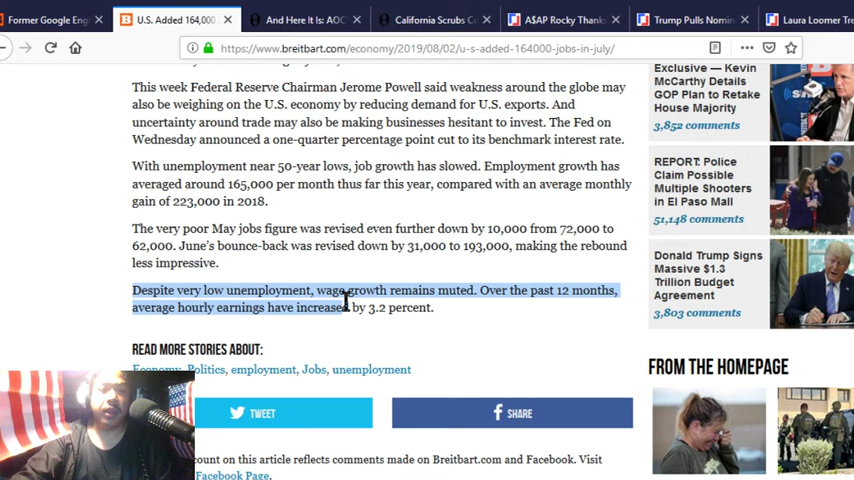 Former Google Eng
U.S. Added 164,000
And Here It Is: AOC
California Scrubs Co
A$AP Rocky Thanks
Trump Pulls Nomin
Laura Loomer Tre
https://www.breitbart.com/economy/2019/08/02/u-s-added-164000-jobs-in-july/
This week Federal Reserve Chairman Jerome Powell said weakness around the globe may
also be weighing on the U.S. economy by reducing demand for U.S. exports. And
uncertainty around trade may also be making businesses hesitant to invest. The Fed on
Wednesday announced a one-quarter percentage point cut to its benchmark interest rate.
With unemployment near 50-year lows, job growth has slowed. Employment growth has
averaged around 165,000 per month thus far this year, compared with an average monthly
gain of 223,000 in 2018.
The very poor May jobs figure was revised even further down by 10,000 from 72,000 to
62,000. June's bounce-back was revised down by 31,000 to 193,000, making the rebound
less impressive.
Despite very low unemployment, wage growth remains muted. Over the past 12 months,
average hourly earnings have increased by 3.2 percent.
READ MORE STORIES ABOUT:
Economy, Politics, employment, Jobs, unemployment
TWEET
SHARE
count on this article reflects comments made on Breitbart.com and Facebook. Visit
Facebook Page.
Exclusive — Kevin
McCarthy Details
GOP Plan to Retake
House Majority
3,852 comments
REPORT: Police
Claim Possible
Multiple Shooters
in El Paso Mall
51,148 comments
Donald Trump Signs
Massive $1.3
Trillion Budget
Agreement
3,803 comments
FROM THE HOMEPAGE